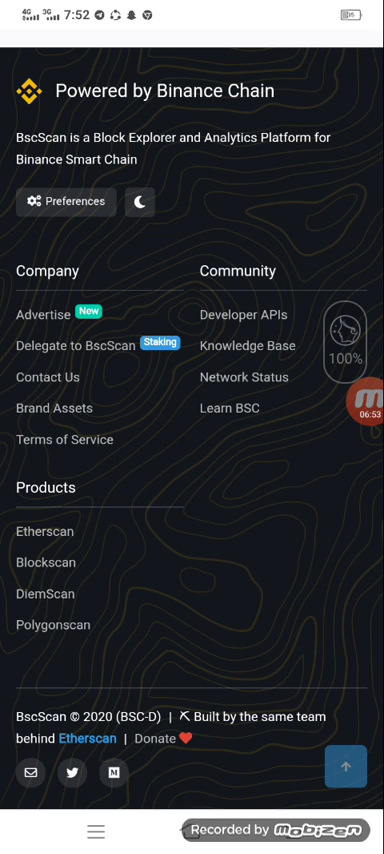 4G 3G 7:52
Powered by Binance Chain
BscScan is a Block Explorer and Analytics Platform for
Binance Smart Chain
Preferences
Company
Advertise New
Delegate to BscScan Staking
Contact Us
Brand Assets
Terms of Service
Community
Developer APIs
Knowledge Base
Network Status
Learn BSC
100%
06:53
Products
Etherscan
Blockscan
DiemScan
Polygonscan
BscScan © 2020 (BSC-D) | Built by the same team
behind Etherscan | Donate
Recorded by mobizen